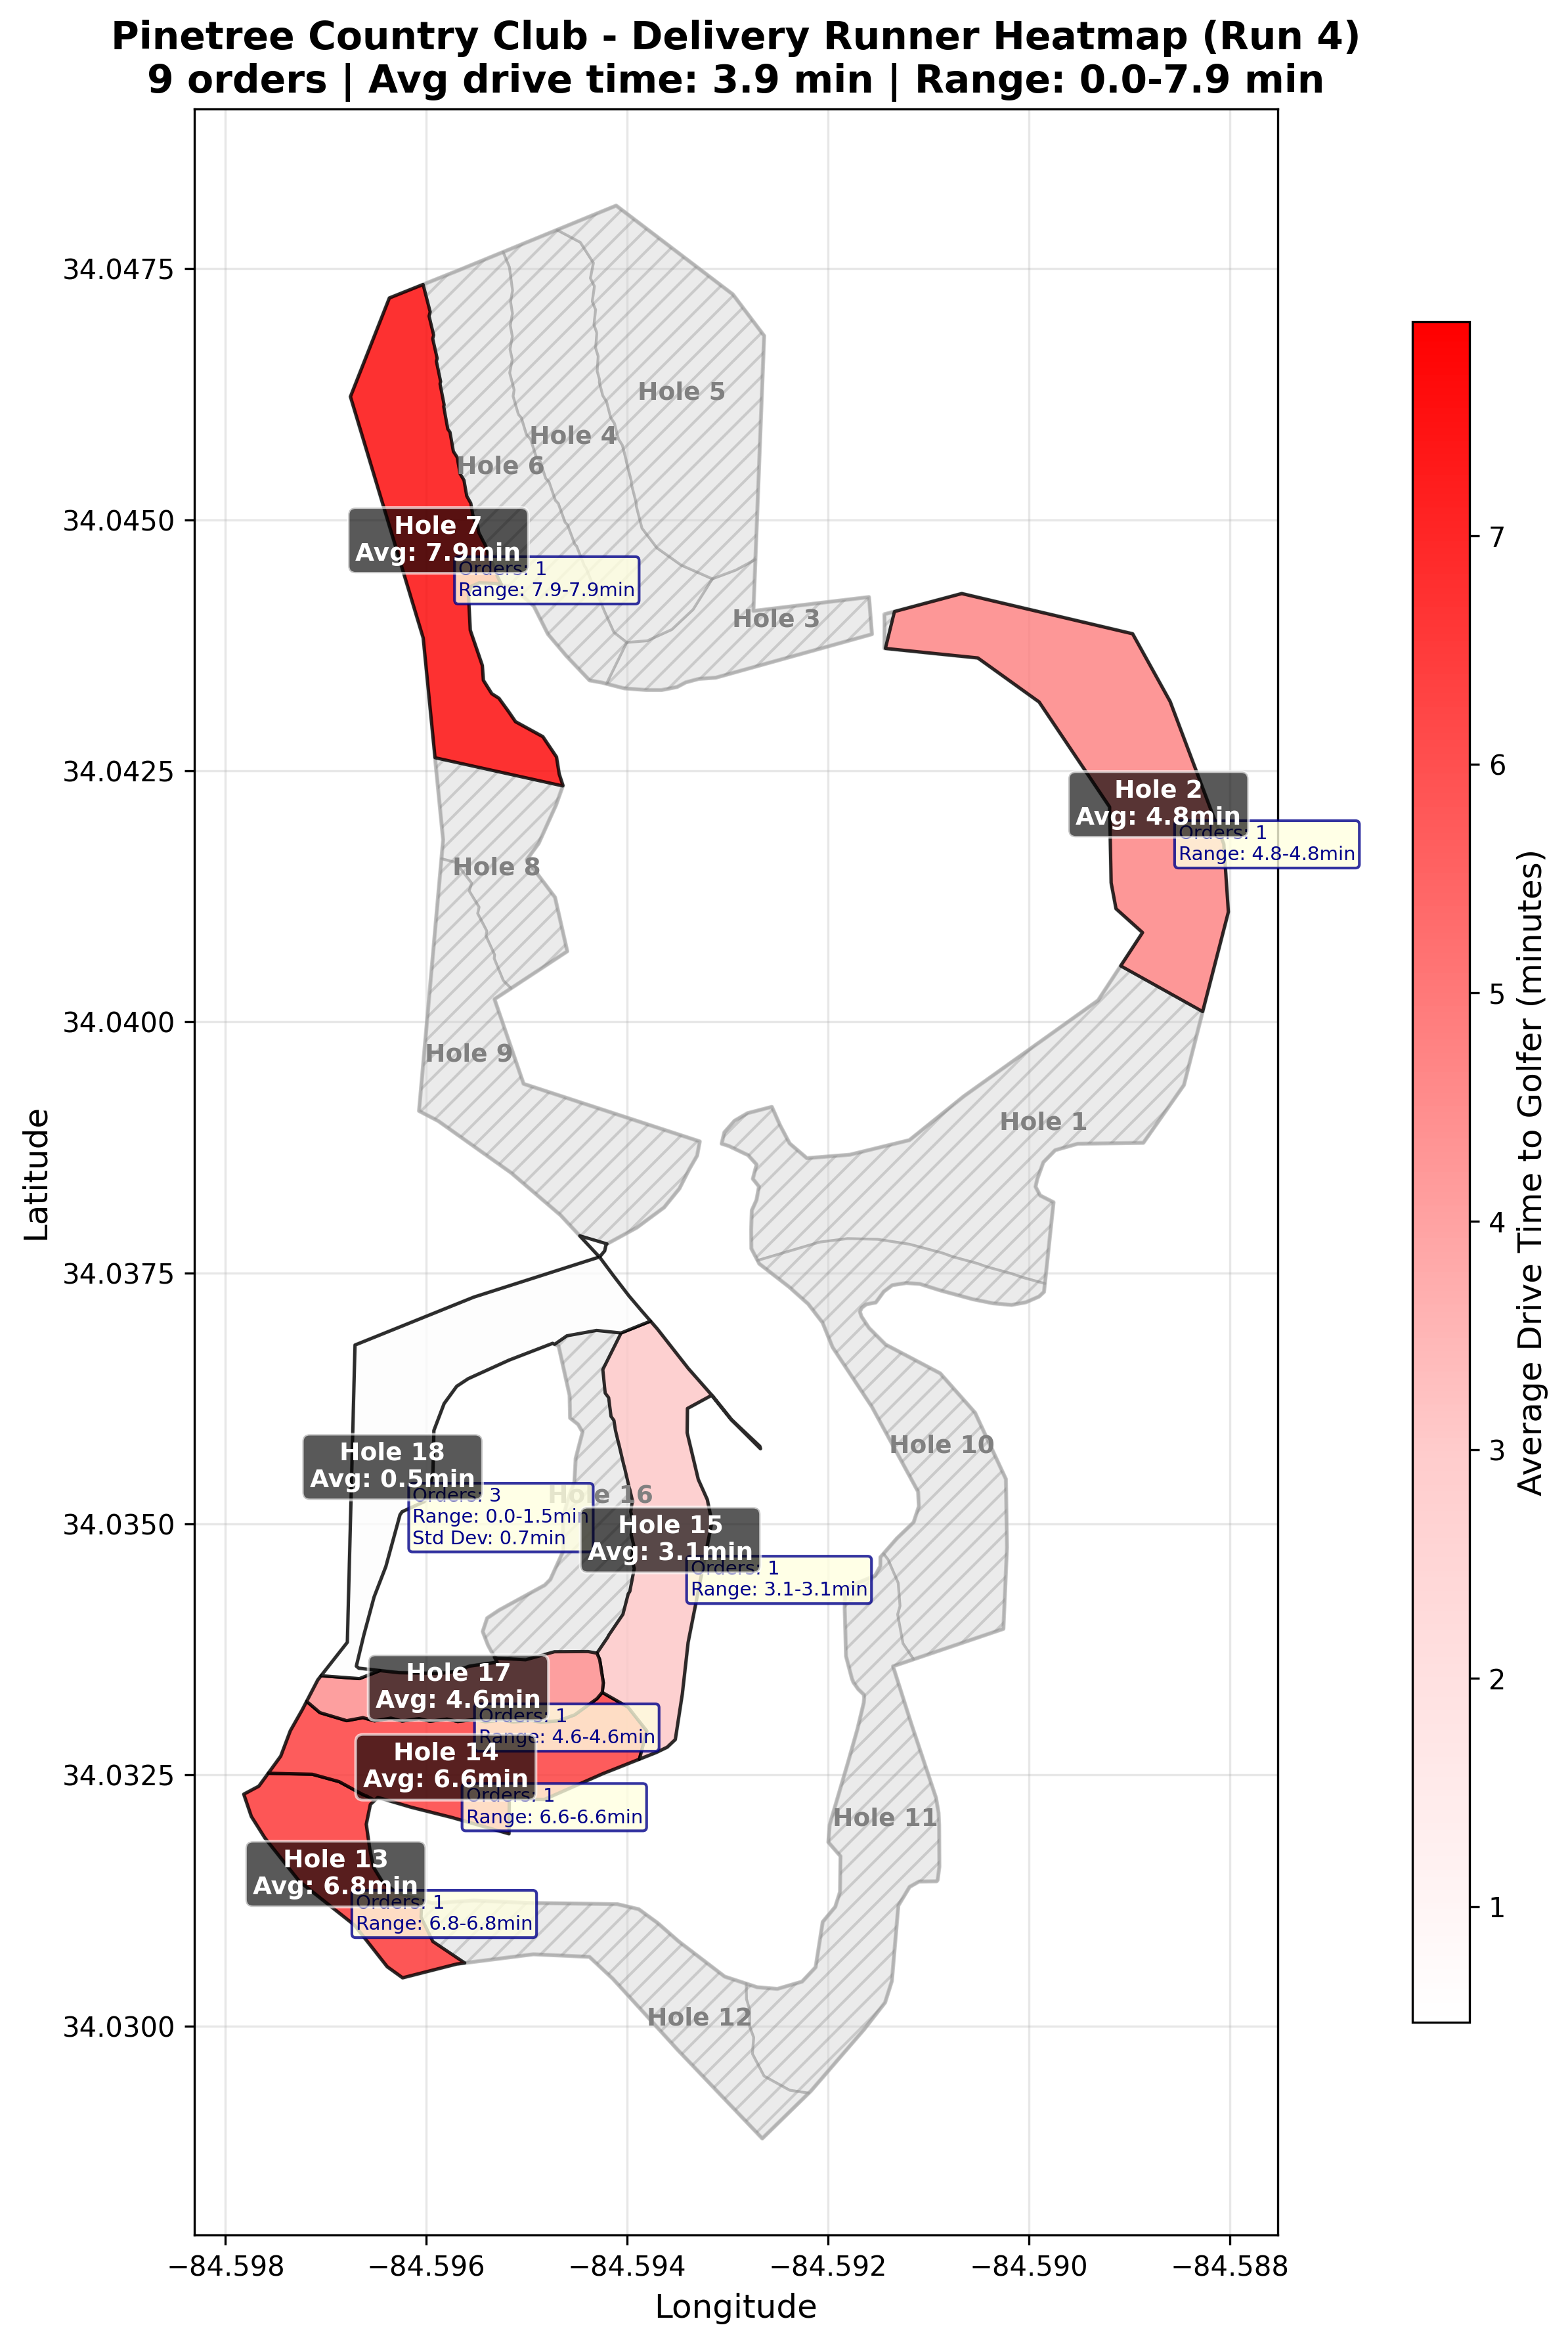 Pinetree Country Club - Delivery Runner Heatmap (Run 4)
9 orders | Avg drive time: 3.9 min | Range: 0.0-7.9 min
34.0475
34.0450
34.0425
34.0400
34.0375
34.0350
34.0325
34.0300
Latitude
−84.598
−84.596
−84.594
−84.592
−84.590
−84.588
Longitude
Hole 5
Hole 4
Hole 6
Hole 7
Avg: 7.9min
Orders: 1
Range: 7.9-7.9min
Hole 3
Hole 2
Avg: 4.8min
Orders: 1
Range: 4.8-4.8min
Hole 8
Hole 9
Hole 1
Hole 10
Hole 18
Avg: 0.5min
Orders: 3
Range: 0.0-1.5min
Std Dev: 0.7min
Hole 16
Hole 15
Avg: 3.1min
Orders: 1
Range: 3.1-3.1min
Hole 17
Avg: 4.6min
Orders: 1
Range: 4.6-4.6min
Hole 14
Avg: 6.6min
Orders: 1
Range: 6.6-6.6min
Hole 11
Hole 13
Avg: 6.8min
Orders: 1
Range: 6.8-6.8min
Hole 12
7
6
5
4
3
2
1
Average Drive Time to Golfer (minutes)